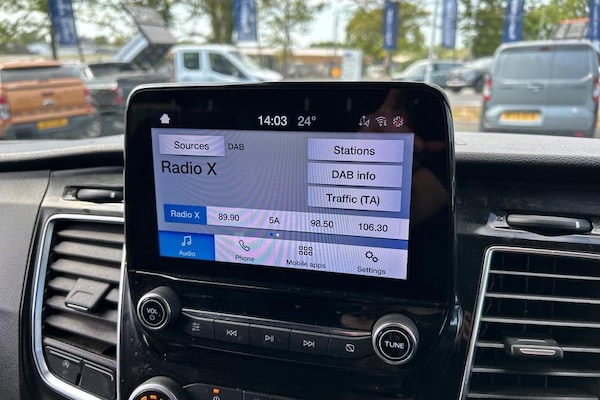 14:03 24°
Sources DAB
Stations
Radio X
DAB info
Traffic (TA)
Radio X 89.90 5A 98.50 106.30
Audio Phone Mobile apps Settings
VOL
TUNE